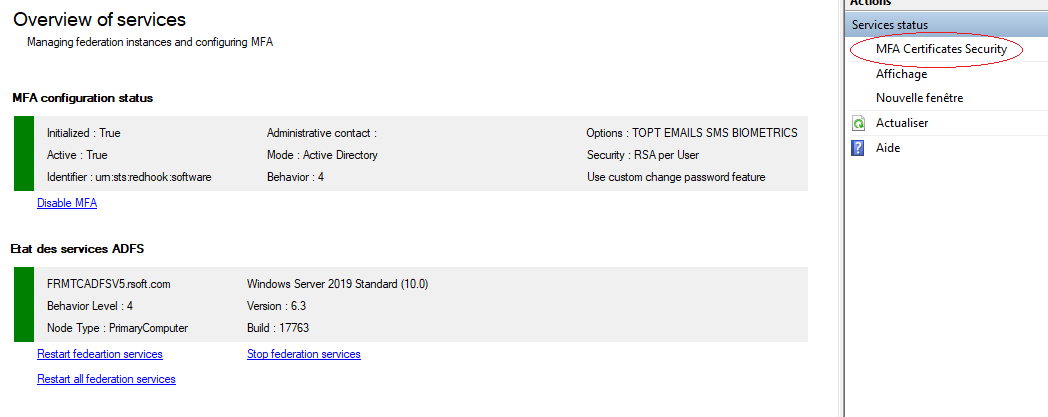 Overview of services
Managing federation instances and configuring MFA
MFA configuration status
Initialized : True
Administrative contact :
Options : TOPT EMAILS SMS BIOMETRICS
Active : True
Mode : Active Directory
Security : RSA per User
Identifier : urn:sts:redhook:software
Behavior : 4
Use custom change password feature
Disable MFA
Etat des services ADFS
FRMTCADFSV5.rsoft.com
Windows Server 2019 Standard (10.0)
Behavior Level : 4
Version : 6.3
Node Type : PrimaryComputer
Build : 17763
Restart fedeartion services
Stop federation services
Restart all federation services
Actions
Services status
MFA Certificates Security
Affichage
Nouvelle fenêtre
Actualiser
Aide